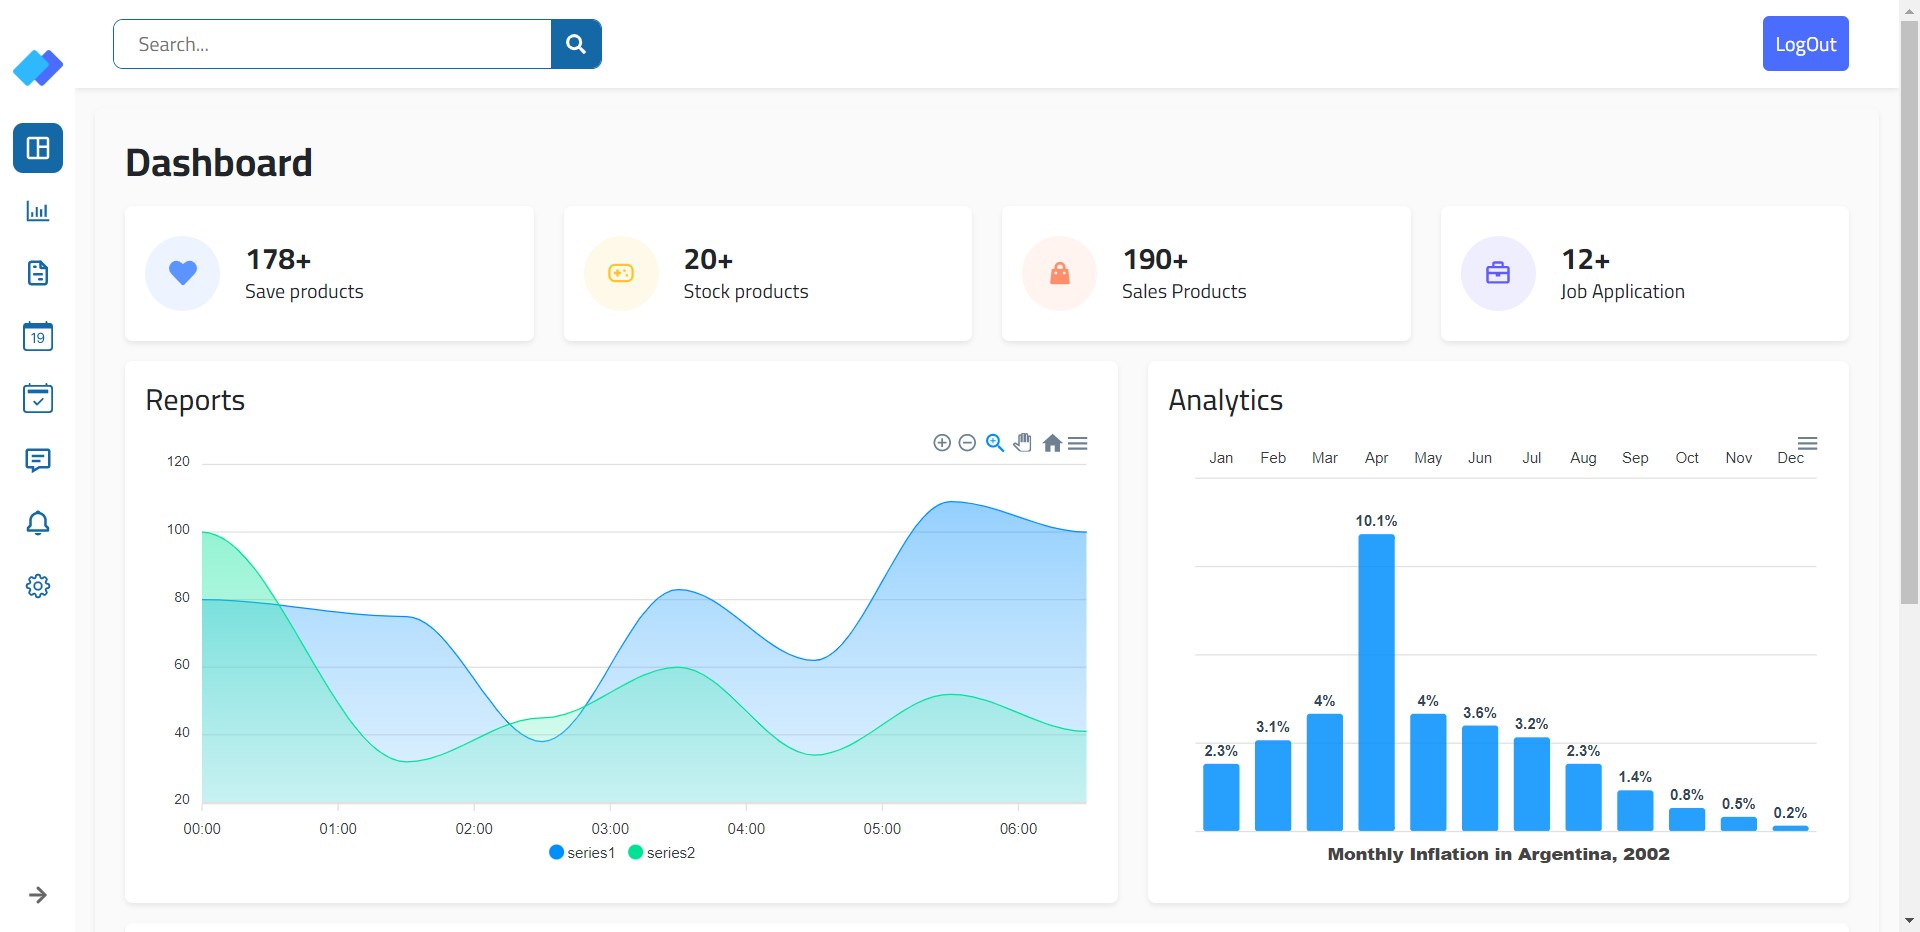 Search...
LogOut
Dashboard
178+
Save products
20+
Stock products
190+
Sales Products
12+
Job Application
19
Reports
120
100
80
60
40
20
00:00 01:00 02:00 03:00 04:00 05:00 06:00
series1 series2
Analytics
Jan Feb Mar Apr May Jun Jul Aug Sep Oct Nov Dec
2.3% 3.1% 4% 10.1% 4% 3.6% 3.2% 2.3% 1.4% 0.8% 0.5% 0.2%
Monthly Inflation in Argentina, 2002